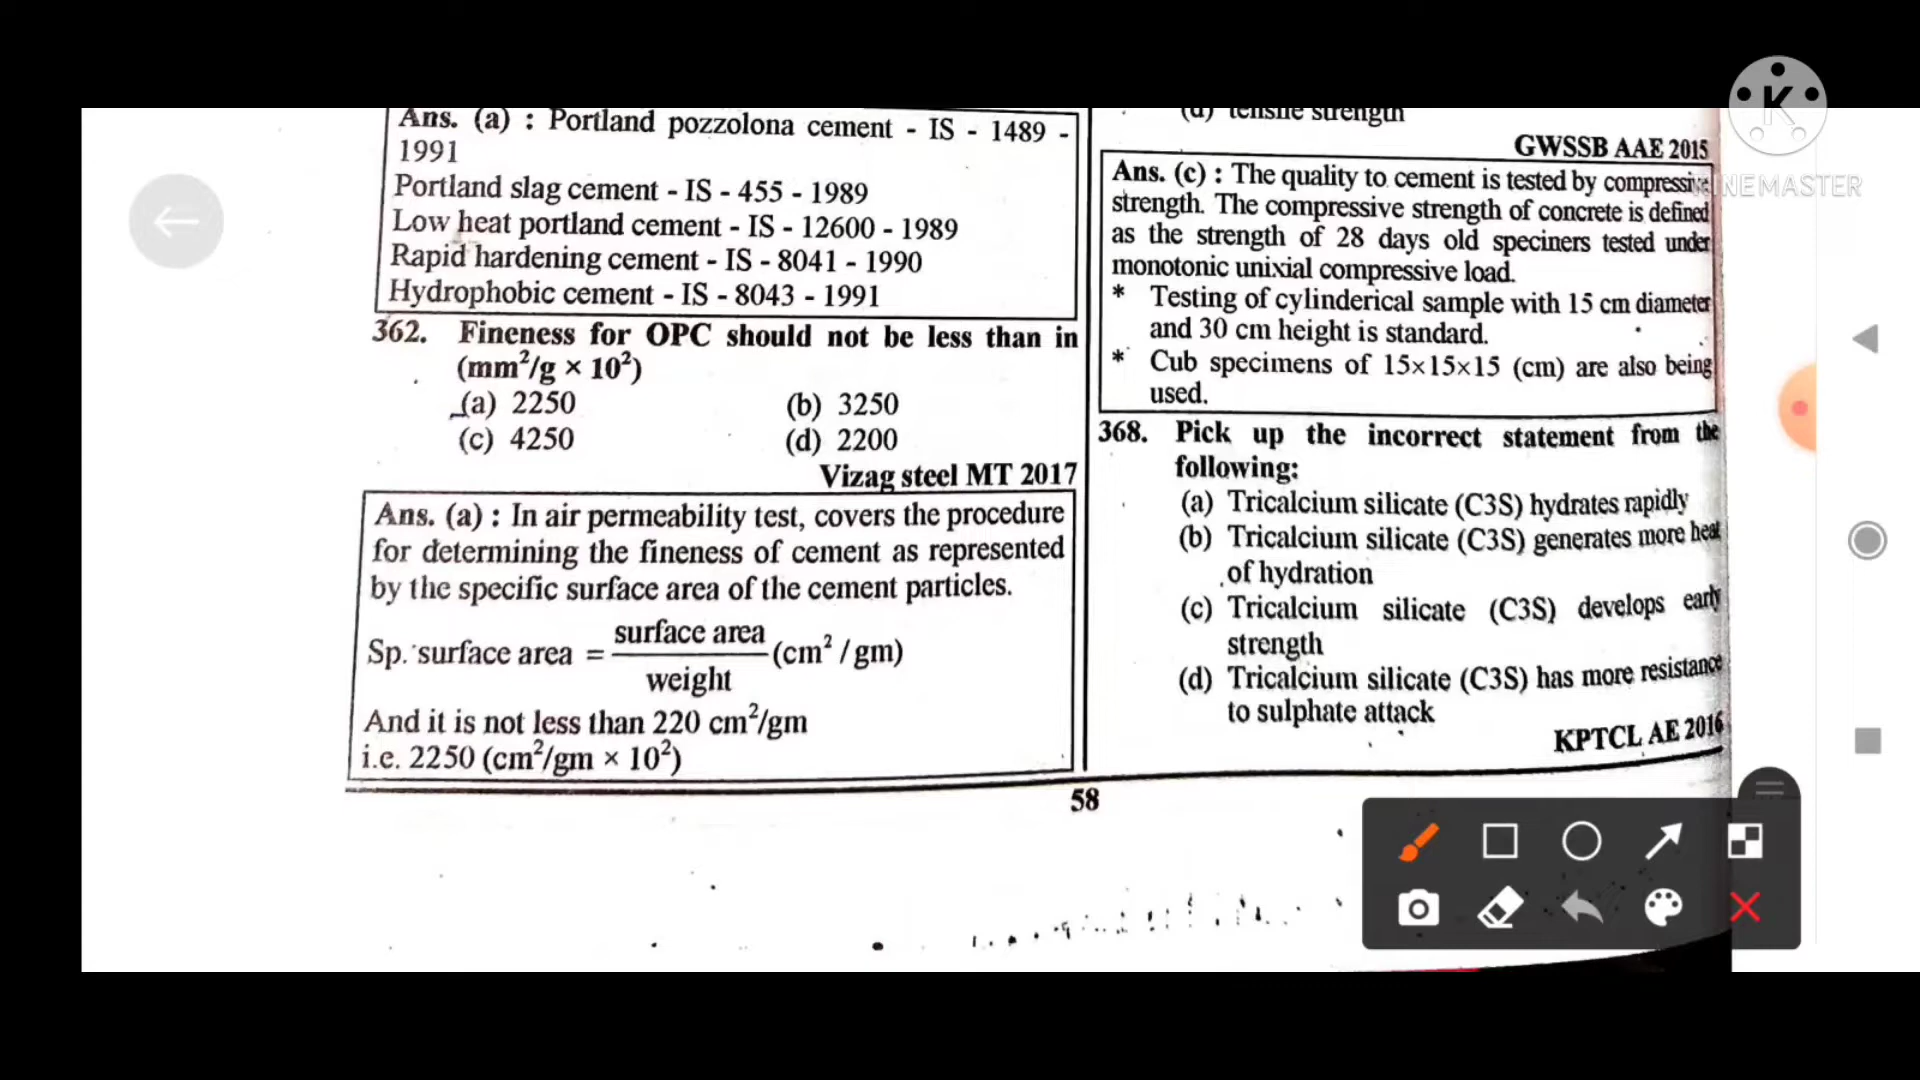 Ans. (a) : Portland pozzolona cement - IS - 1489 -
1991
Portland slag cement - IS - 455 - 1989
Low heat portland cement - IS - 12600 - 1989
Rapid hardening cement - IS - 8041 - 1990
Hydrophobic cement - IS - 8043 - 1991
362. Fineness for OPC should not be less than in
(mm²/g × 10²)
(a) 2250 (b) 3250
(c) 4250 (d) 2200
Vizag steel MT 2017
Ans. (a) : In air permeability test, covers the procedure
for determining the fineness of cement as represented
by the specific surface area of the cement particles.
Sp. surface area = surface area / weight (cm² / gm)
And it is not less than 220 cm²/gm
i.e. 2250 (cm²/gm × 10²)
(d) tensile strength
GWSSB AAE 2015
Ans. (c) : The quality to cement is tested by compressive
strength. The compressive strength of concrete is defined
as the strength of 28 days old speciners tested under
monotonic unixial compressive load.
* Testing of cylinderical sample with 15 cm diameter
and 30 cm height is standard.
* Cub specimens of 15×15×15 (cm) are also being
used.
368. Pick up the incorrect statement from the
following:
(a) Tricalcium silicate (C3S) hydrates rapidly
(b) Tricalcium silicate (C3S) generates more heat
of hydration
(c) Tricalcium silicate (C3S) develops early
strength
(d) Tricalcium silicate (C3S) has more resistance
to sulphate attack
KPTCL AE 2016
58
K
NEMASTER